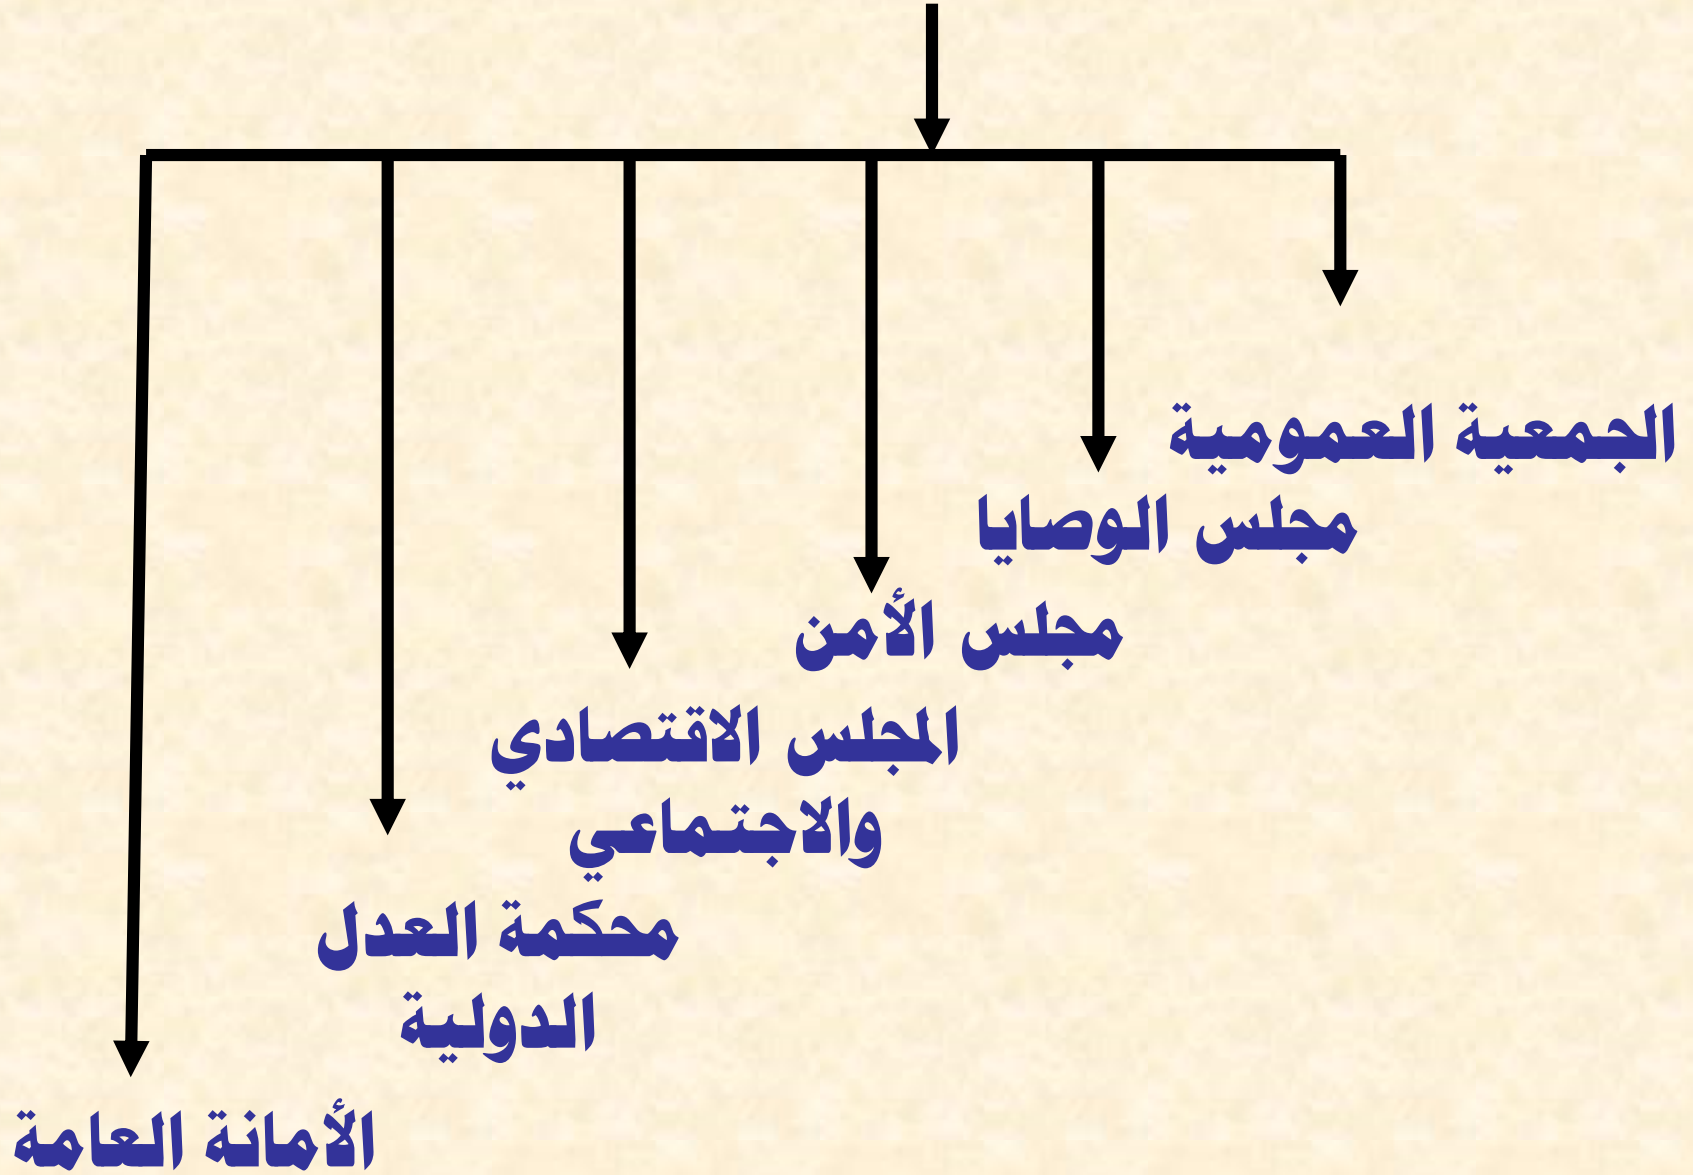 الجمعية العمومية
مجلس الوصايا
مجلس الأمن
المجلس الاقتصادي
والاجتماعي
محكمة العدل
الدولية
الأمانة العامة